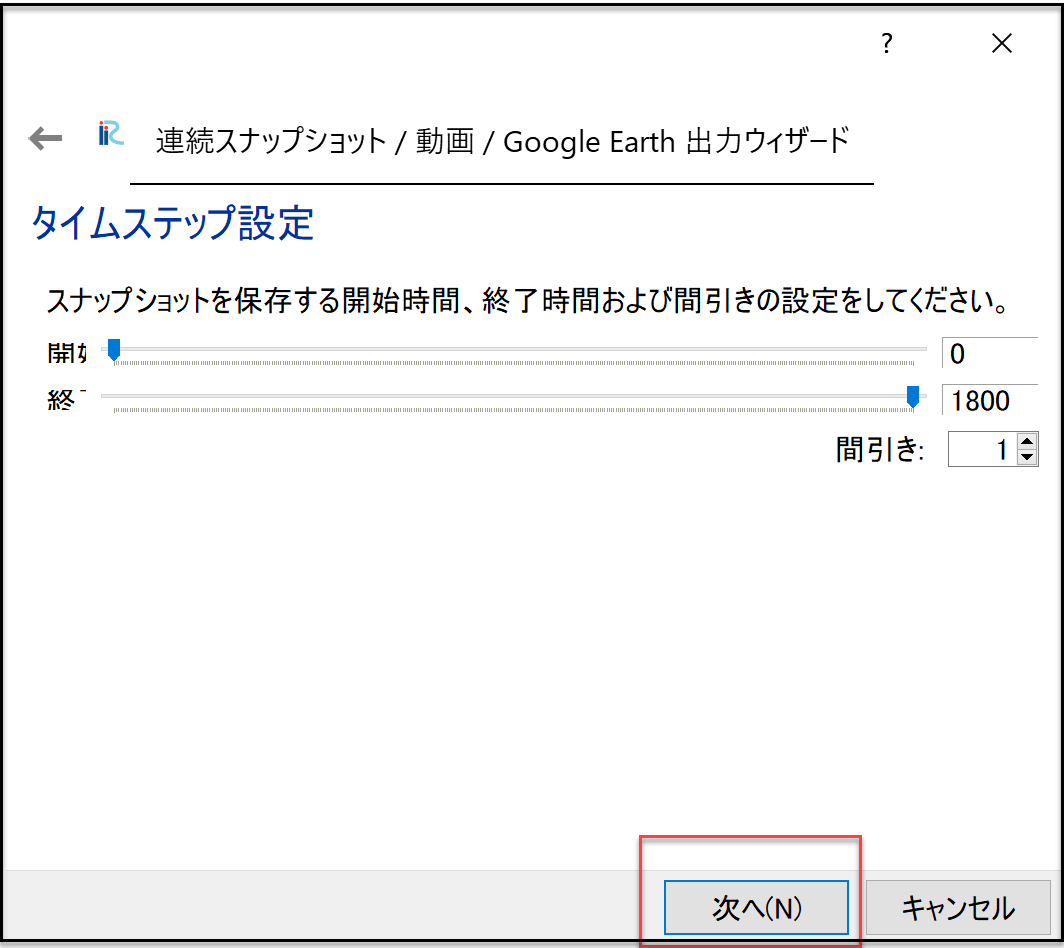 ?
連続スナップショット / 動画 / Google Earth 出力ウィザード
タイムステップ設定
スナップショットを保存する開始時間、終了時間および間引きの設定をしてください。
開始 0
終了 1800
間引き: 1
次へ(N) キャンセル